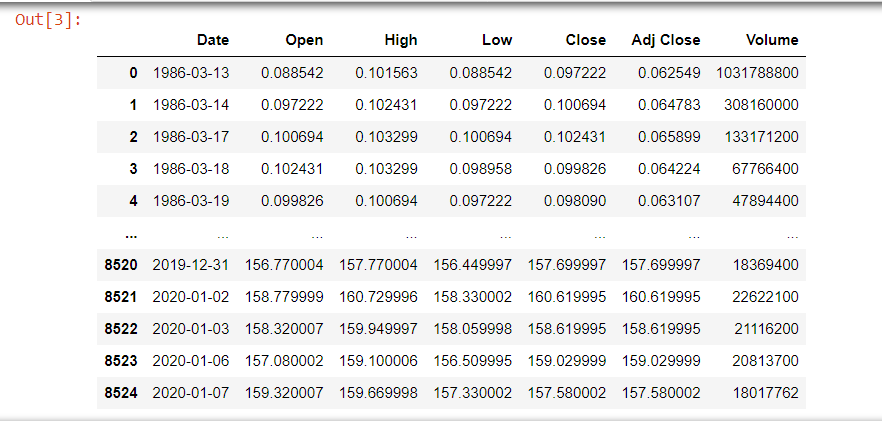 Out[3]:
Date Open High Low Close Adj Close Volume
0 1986-03-13 0.088542 0.101563 0.088542 0.097222 0.062549 1031788800
1 1986-03-14 0.097222 0.102431 0.097222 0.100694 0.064783 308160000
2 1986-03-17 0.100694 0.103299 0.100694 0.102431 0.065899 133171200
3 1986-03-18 0.102431 0.103299 0.098958 0.099826 0.064224 67766400
4 1986-03-19 0.099826 0.100694 0.097222 0.098090 0.063107 47894400
... ... ... ... ... ... ... ...
8520 2019-12-31 156.770004 157.770004 156.449997 157.699997 157.699997 18369400
8521 2020-01-02 158.779999 160.729996 158.330002 160.619995 160.619995 22622100
8522 2020-01-03 158.320007 159.949997 158.059998 158.619995 158.619995 21116200
8523 2020-01-06 157.080002 159.100006 156.509995 159.029999 159.029999 20813700
8524 2020-01-07 159.320007 159.669998 157.330002 157.580002 157.580002 18017762